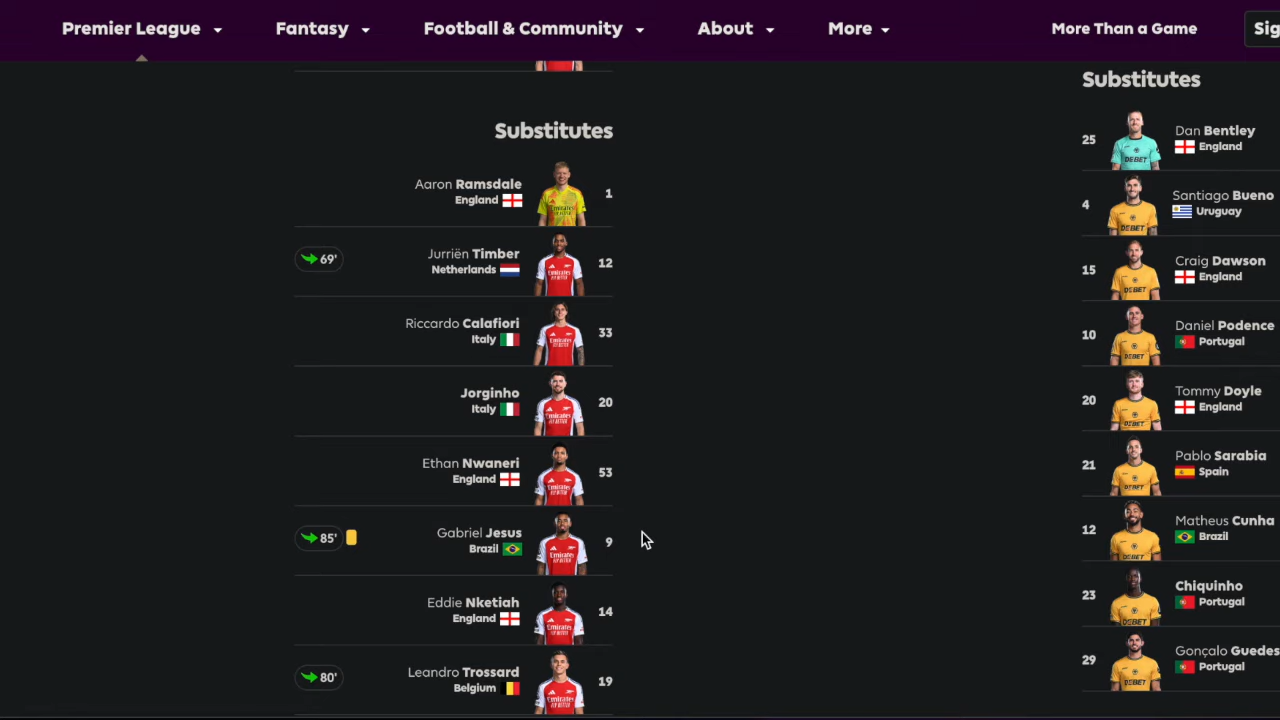 Premier League
Fantasy
Football & Community
About
More
More Than a Game
Sig
Substitutes
Aaron Ramsdale
England
1
69'
Jurriën Timber
Netherlands
12
Riccardo Calafiori
Italy
33
Jorginho
Italy
20
Ethan Nwaneri
England
53
85'
Gabriel Jesus
Brazil
9
Eddie Nketiah
England
14
80'
Leandro Trossard
Belgium
19
Substitutes
25
Dan Bentley
England
4
Santiago Bueno
Uruguay
15
Craig Dawson
England
10
Daniel Podence
Portugal
20
Tommy Doyle
England
21
Pablo Sarabia
Spain
12
Matheus Cunha
Brazil
23
Chiquinho
Portugal
29
Gonçalo Guedes
Portugal